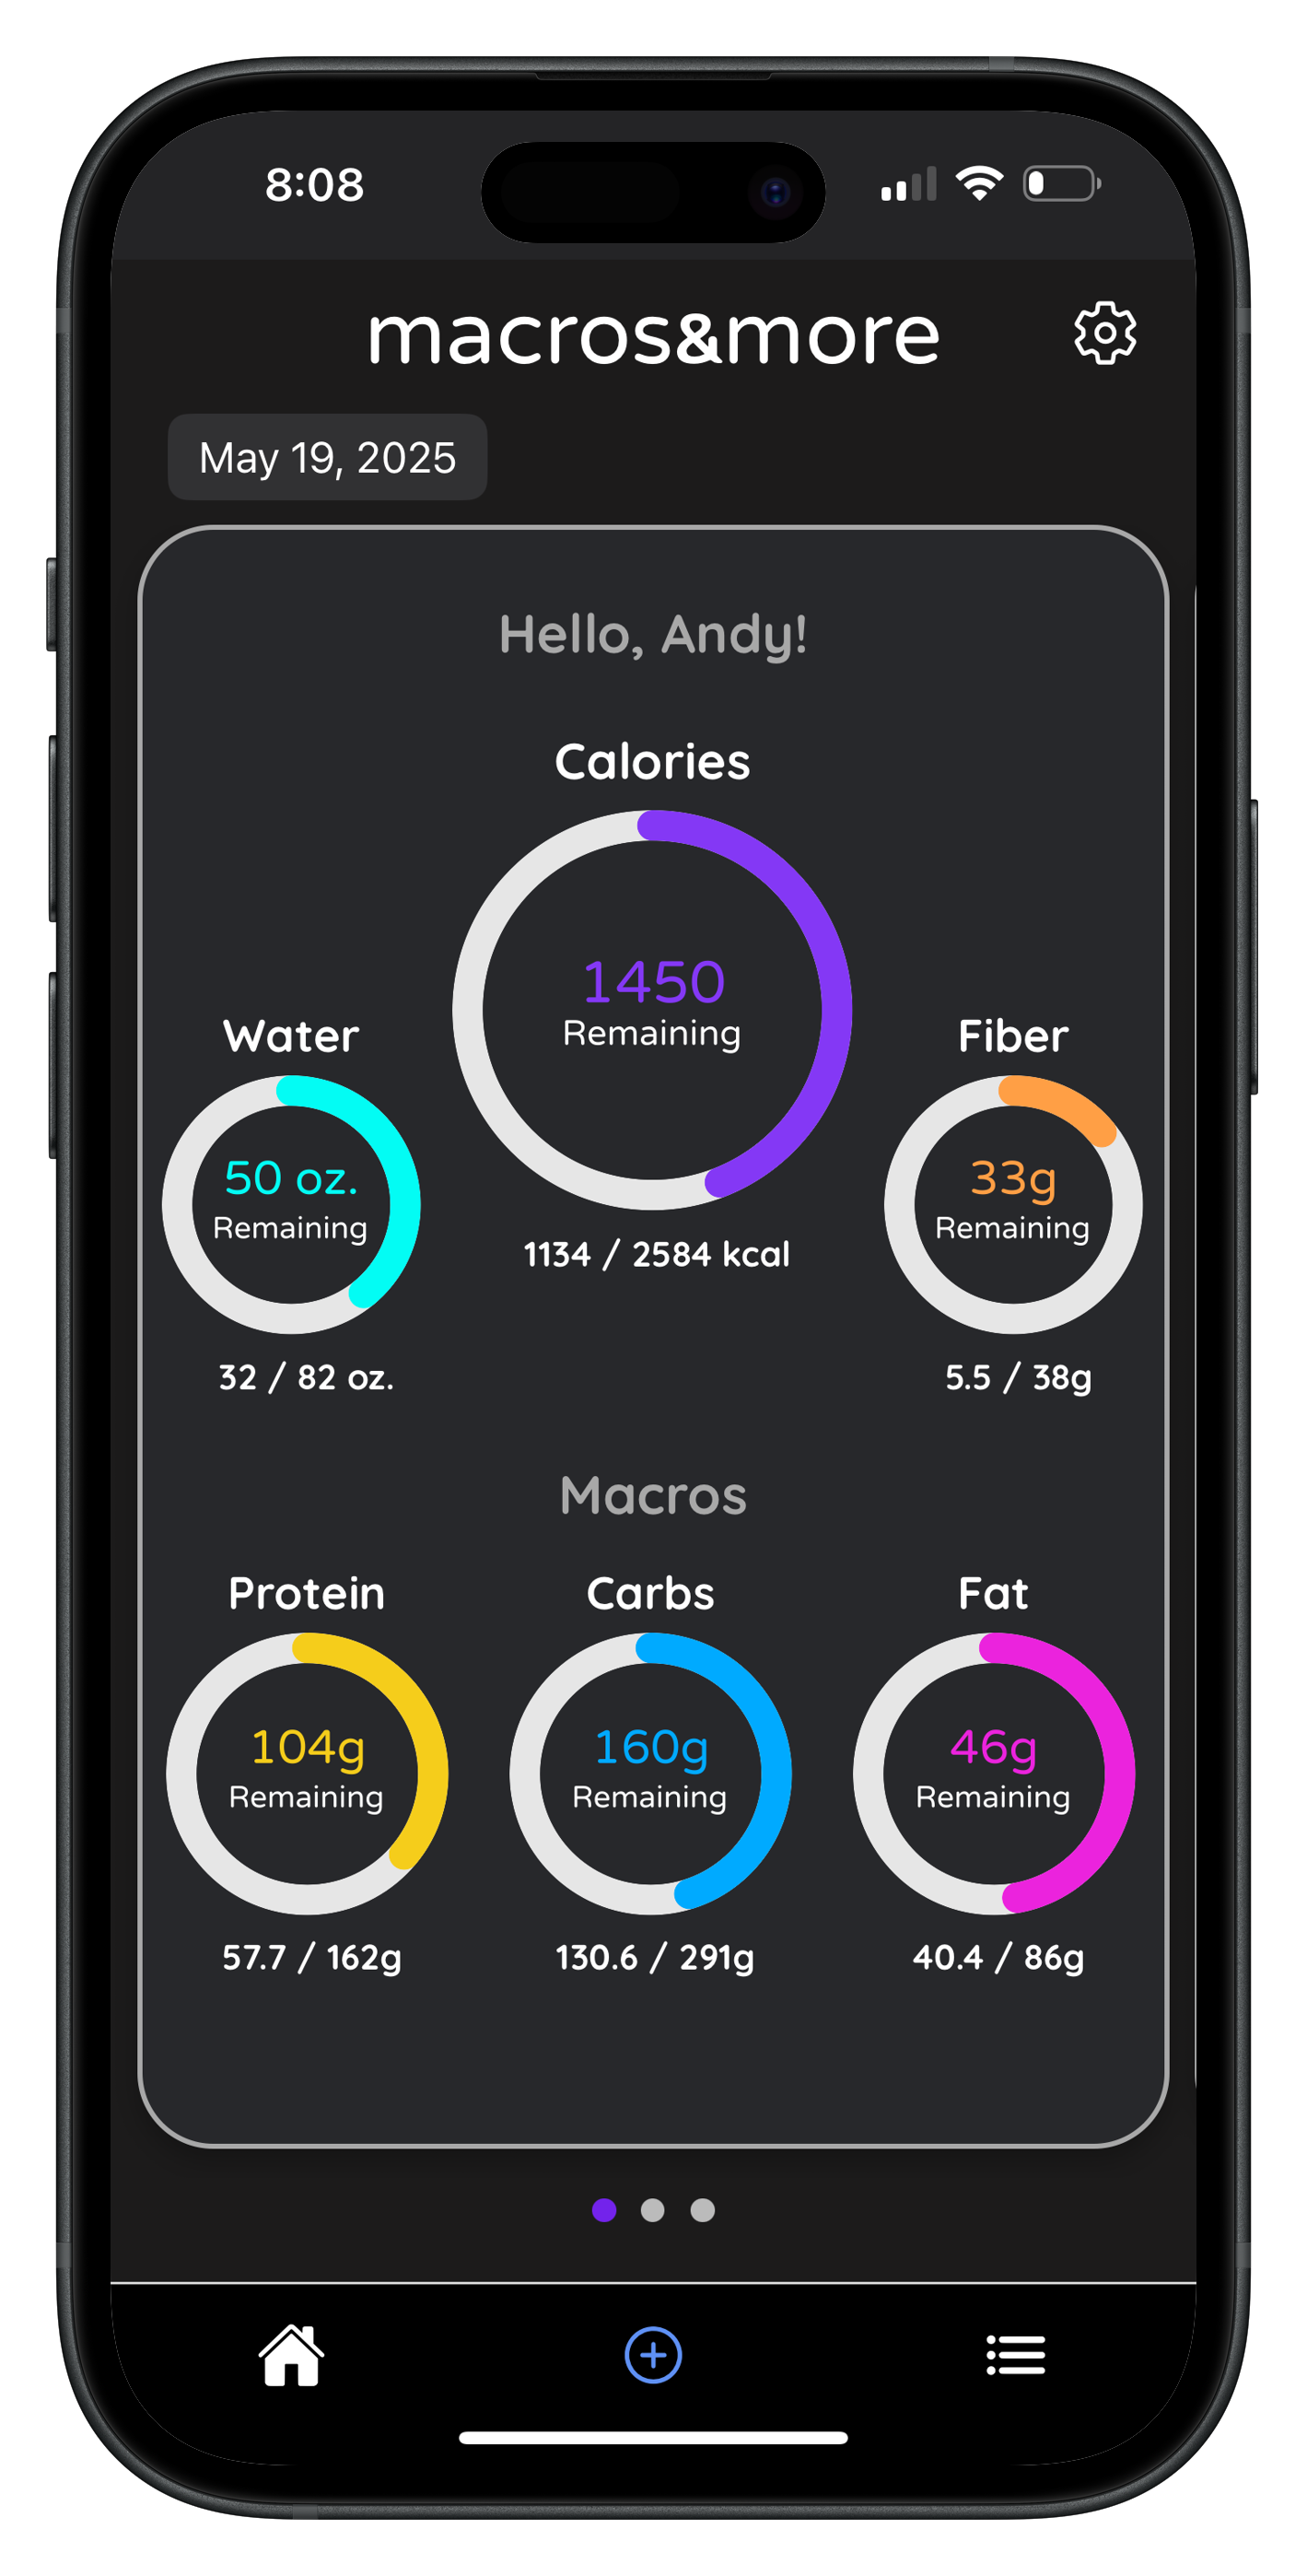 8:08
macros&more
May 19, 2025
Hello, Andy!
Calories
1450
Remaining
1134 / 2584 kcal
Water
50 oz.
Remaining
32 / 82 oz.
Fiber
33g
Remaining
5.5 / 38g
Macros
Protein
104g
Remaining
57.7 / 162g
Carbs
160g
Remaining
130.6 / 291g
Fat
46g
Remaining
40.4 / 86g